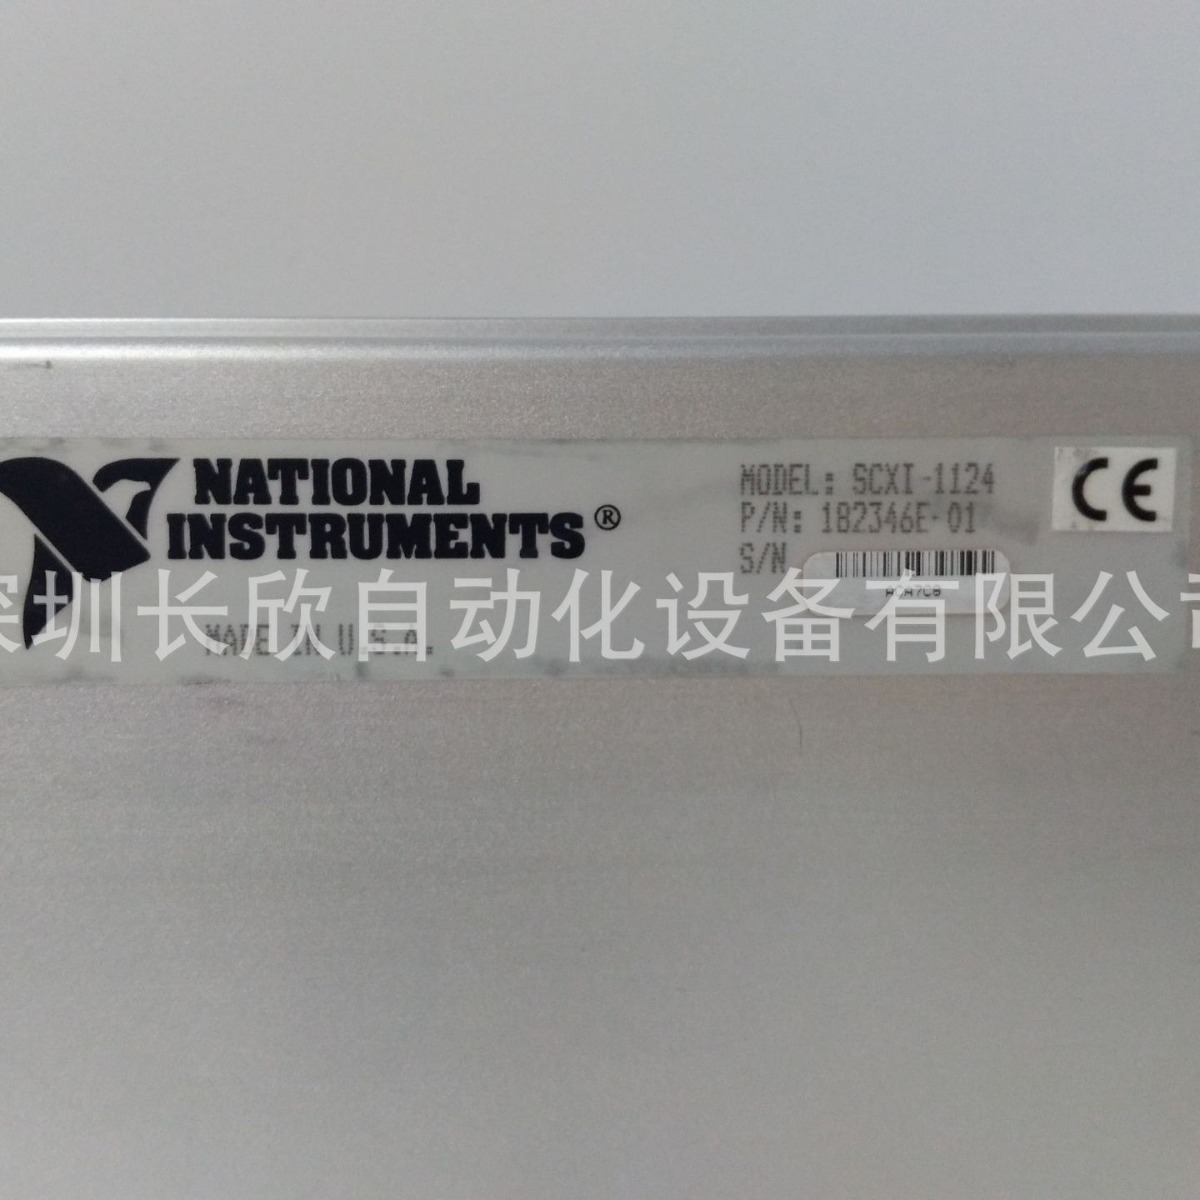 NATIONAL
INSTRUMENTS®
MODEL: SCXI-1124
P/N: 182346E-01
S/N
MADE IN U.S.A.
CE
深圳长欣自动化设备有限公司